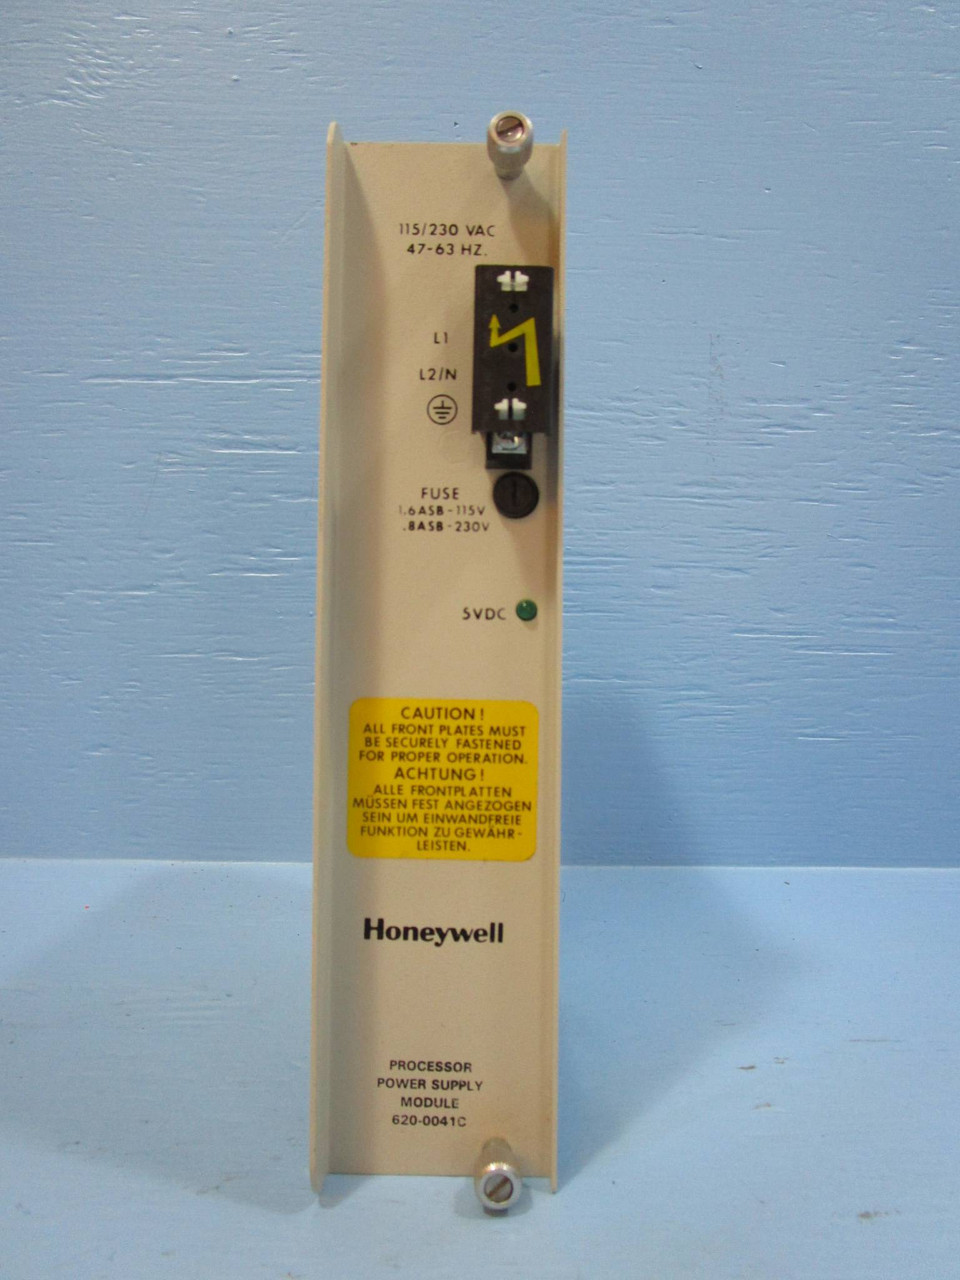 115/230 VAC
47-63 HZ.
L1
L2/N
FUSE
1.6ASB-115V
.8ASB-230V
5VDC
CAUTION!
ALL FRONT PLATES MUST
BE SECURELY FASTENED
FOR PROPER OPERATION.
ACHTUNG!
ALLE FRONTPLATTEN
MÜSSEN FEST ANGEZOGEN
SEIN UM EINWANDFREIE
FUNKTION ZU GEWÄHR-
LEISTEN.
Honeywell
PROCESSOR
POWER SUPPLY
MODULE
620-0041C